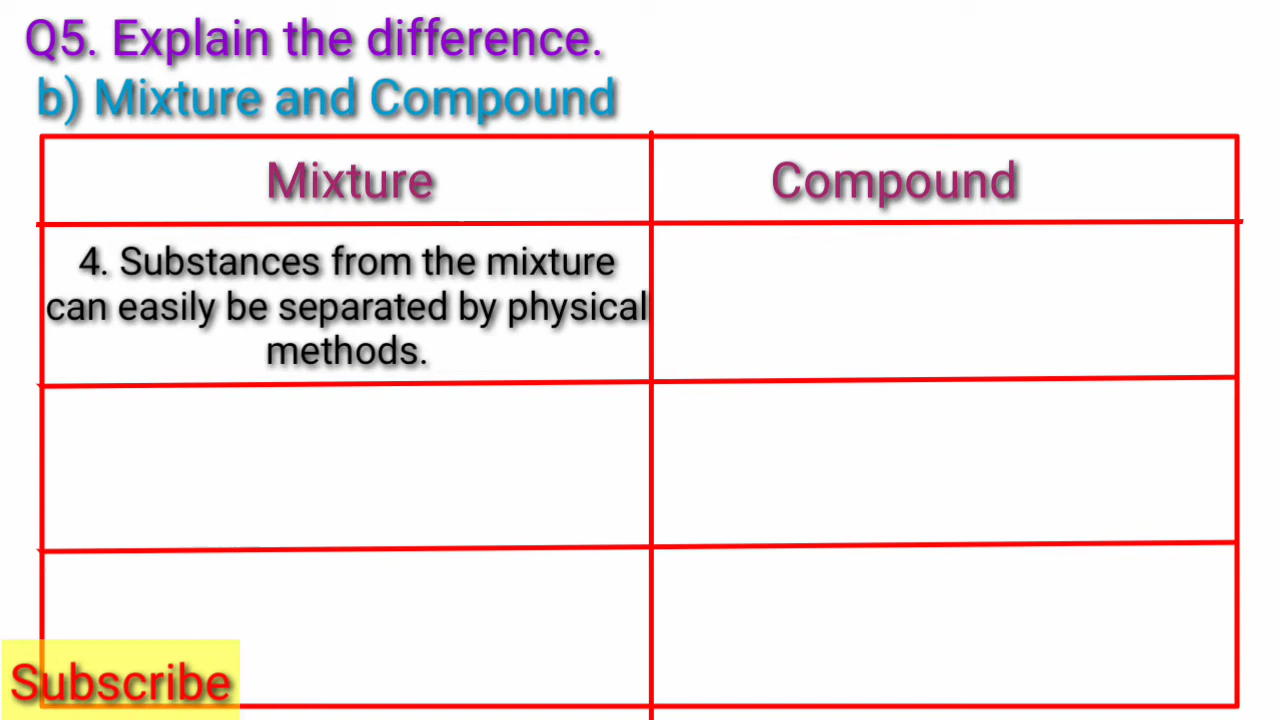 Q5. Explain the difference.
b) Mixture and Compound
Mixture
Compound
4. Substances from the mixture
can easily be separated by physical
methods.
Subscribe